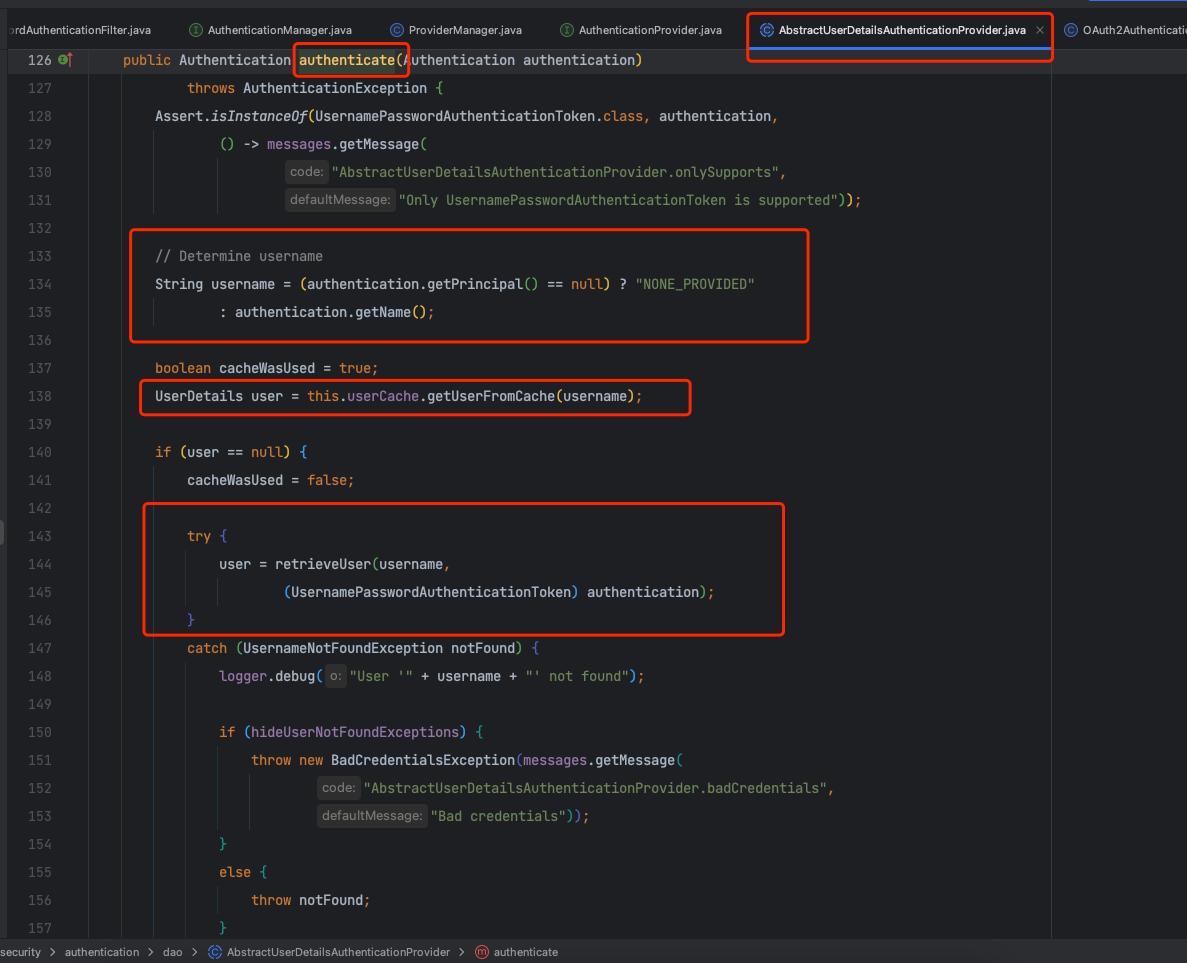 ordAuthenticationFilter.java AuthenticationManager.java ProviderManager.java AuthenticationProvider.java AbstractUserDetailsAuthenticationProvider.java OAuth2Authenticati
126 public Authentication authenticate(Authentication authentication)
127 throws AuthenticationException {
128 Assert.isInstanceOf(UsernamePasswordAuthenticationToken.class, authentication,
129 () -> messages.getMessage(
130 code: "AbstractUserDetailsAuthenticationProvider.onlySupports",
131 defaultMessage: "Only UsernamePasswordAuthenticationToken is supported"));
132
133 // Determine username
134 String username = (authentication.getPrincipal() == null) ? "NONE_PROVIDED"
135 : authentication.getName();
136
137 boolean cacheWasUsed = true;
138 UserDetails user = this.userCache.getUserFromCache(username);
139
140 if (user == null) {
141 cacheWasUsed = false;
142
143 try {
144 user = retrieveUser(username,
145 (UsernamePasswordAuthenticationToken) authentication);
146 }
147 catch (UsernameNotFoundException notFound) {
148 logger.debug( o: "User '" + username + "' not found");
149
150 if (hideUserNotFoundExceptions) {
151 throw new BadCredentialsException(messages.getMessage(
152 code: "AbstractUserDetailsAuthenticationProvider.badCredentials",
153 defaultMessage: "Bad credentials"));
154 }
155 else {
156 throw notFound;
157 }
security > authentication > dao > AbstractUserDetailsAuthenticationProvider > authenticate